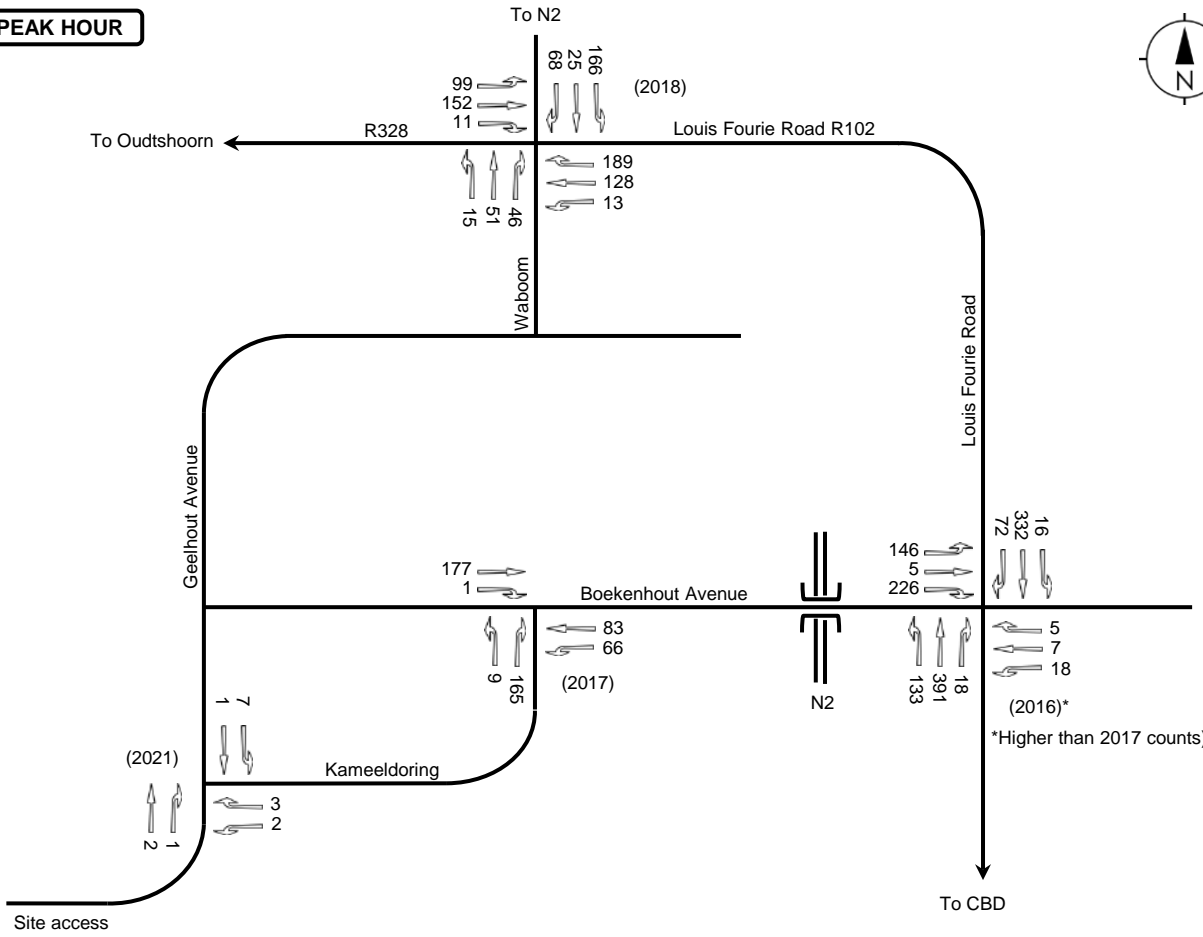 PEAK HOUR
To N2
N
99
152
11
68
25
166
(2018)
To Oudtshoorn
R328
Louis Fourie Road R102
189
128
13
15
51
46
Waboom
Louis Fourie Road
Geelhout Avenue
177
1
Boekenhout Avenue
83
66
9
165
(2017)
N2
146
5
226
72
332
16
5
7
18
133
391
18
(2016)*
*Higher than 2017 counts)
1
7
(2021)
Kameeldoring
3
2
2
1
Site access
To CBD